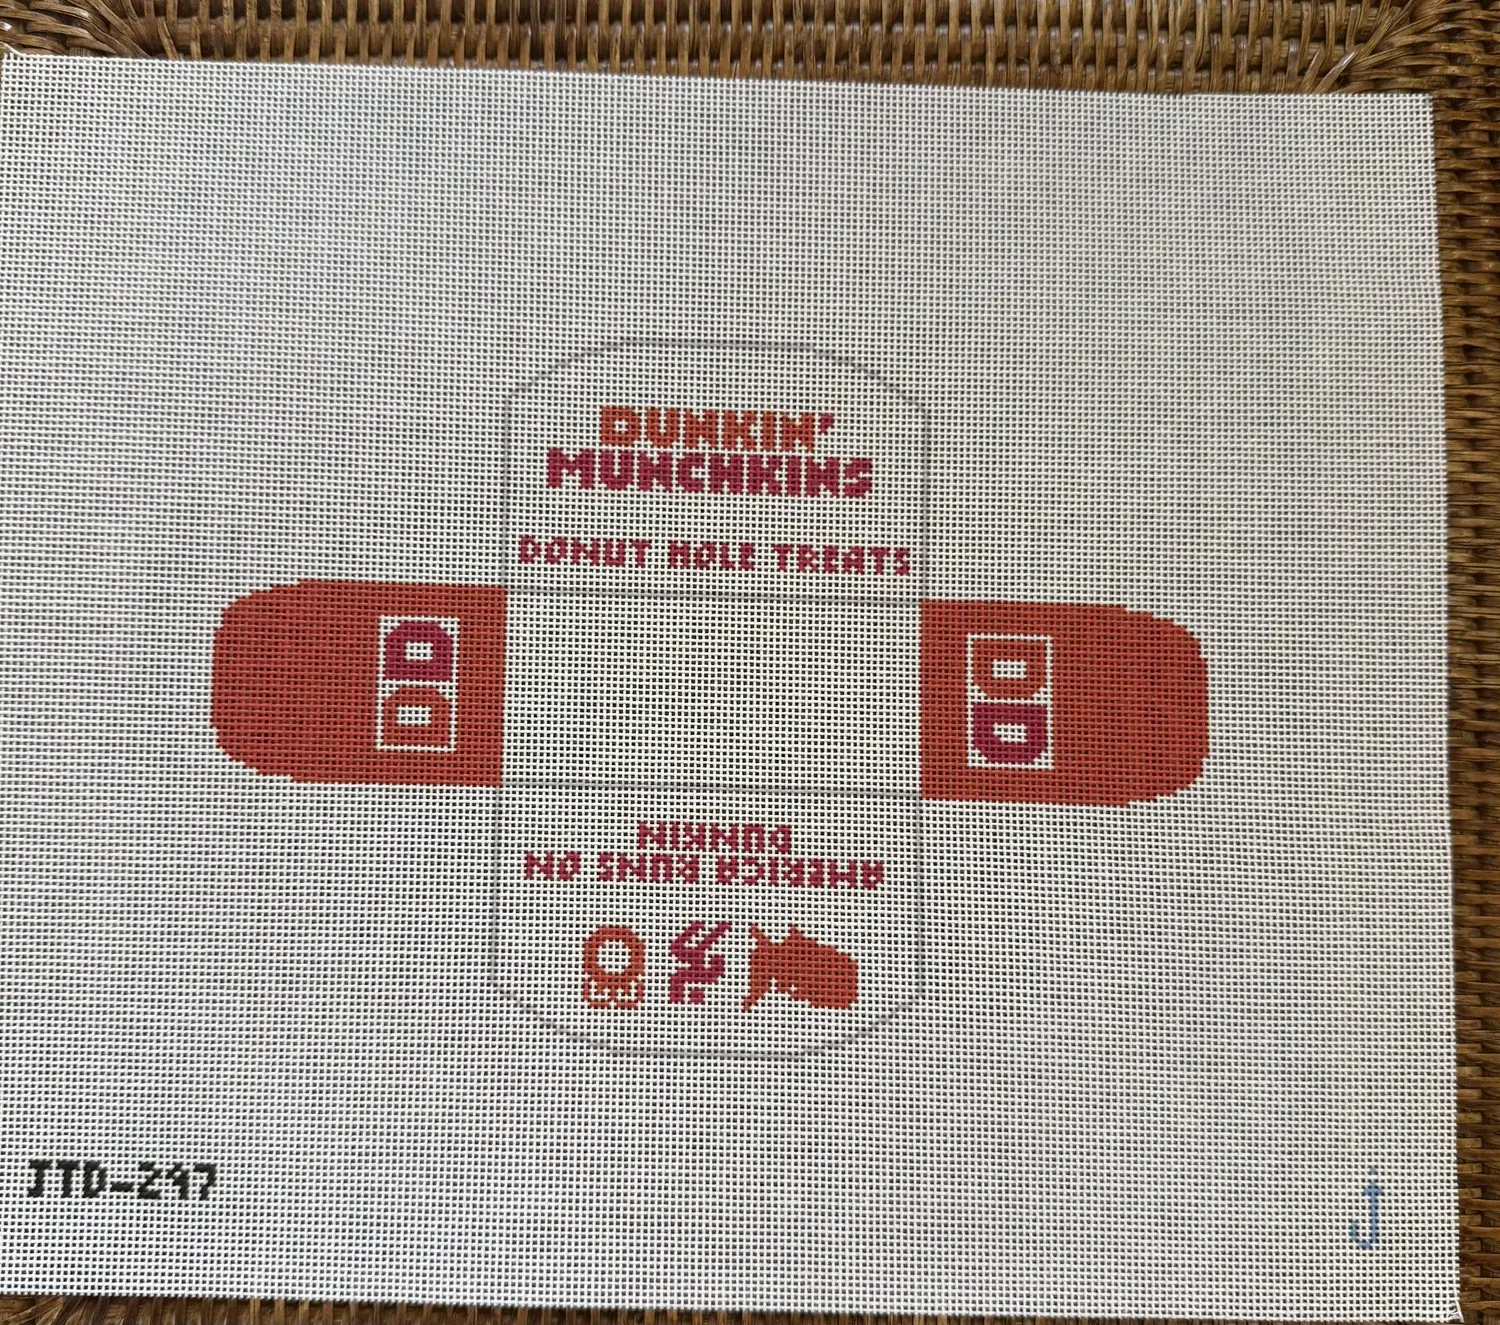 DUNKIN'
MUNCHKINS
DONUT HOLE TREATS
DD
DD
AMERICA RUNS ON
DUNKIN
JTD-297
J